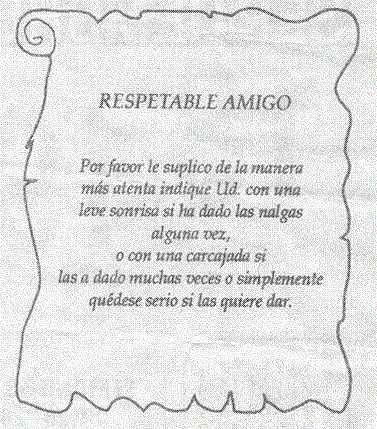 RESPETABLE AMIGO
Por favor le suplico de la manera
más atenta indique Ud. con una
leve sonrisa si ha dado las nalgas
alguna vez,
o con una carcajada si
las a dado muchas veces o simplemente
quédese serio si las quiere dar.